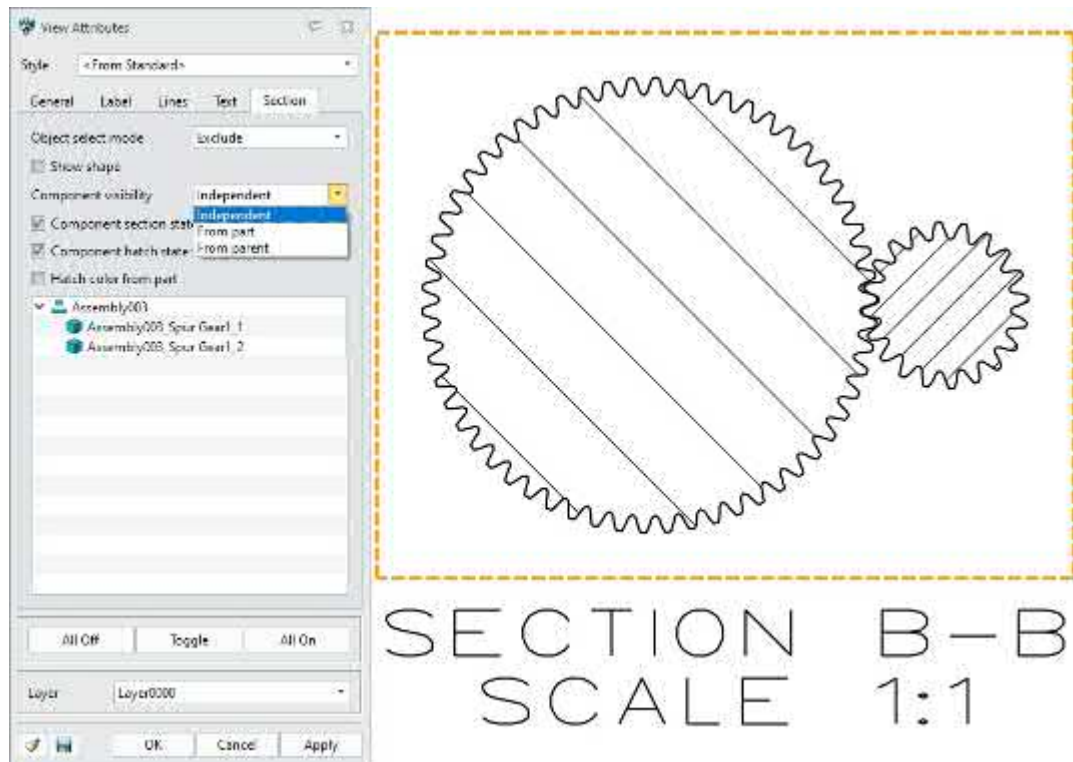 View Attributes
Style <From Standard>
General Label Lines Text Section
Object select mode Exclude
Show shape
Component visibility Independent
Independent
Component section state
From part
Component hatch state
From parent
Hatch color from part
Assembly003
Assembly003_Spur Gear1_1
Assembly003_Spur Gear1_2
All Off Toggle All On
Layer Layer0000
OK Cancel Apply
SECTION B-B
SCALE 1:1